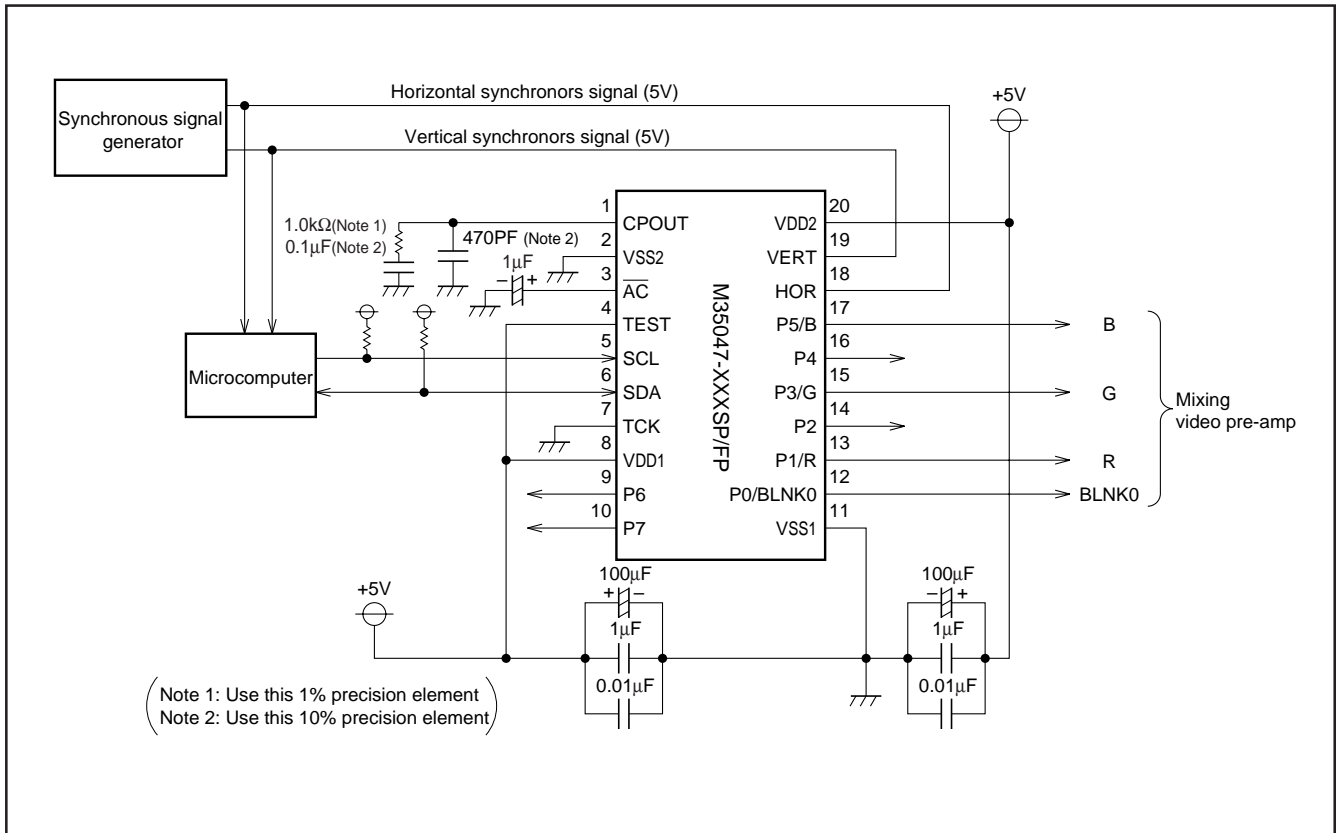 Synchronous signal
generator
Horizontal synchronors signal (5V)
Vertical synchronors signal (5V)
+5V
1.0kΩ(Note 1)
0.1µF(Note 2)
470PF (Note 2)
1µF
– +
Microcomputer
1
2
3
4
5
6
7
8
9
10
CPOUT
VSS2
AC
TEST
SCL
SDA
TCK
VDD1
P6
P7
M35047-XXXSP/FP
VDD2
VERT
HOR
P5/B
P4
P3/G
P2
P1/R
P0/BLNK0
VSS1
20
19
18
17
16
15
14
13
12
11
B
G
R
BLNK0
Mixing
video pre-amp
+5V
100µF
+ –
1µF
0.01µF
100µF
– +
1µF
0.01µF
Note 1: Use this 1% precision element
Note 2: Use this 10% precision element